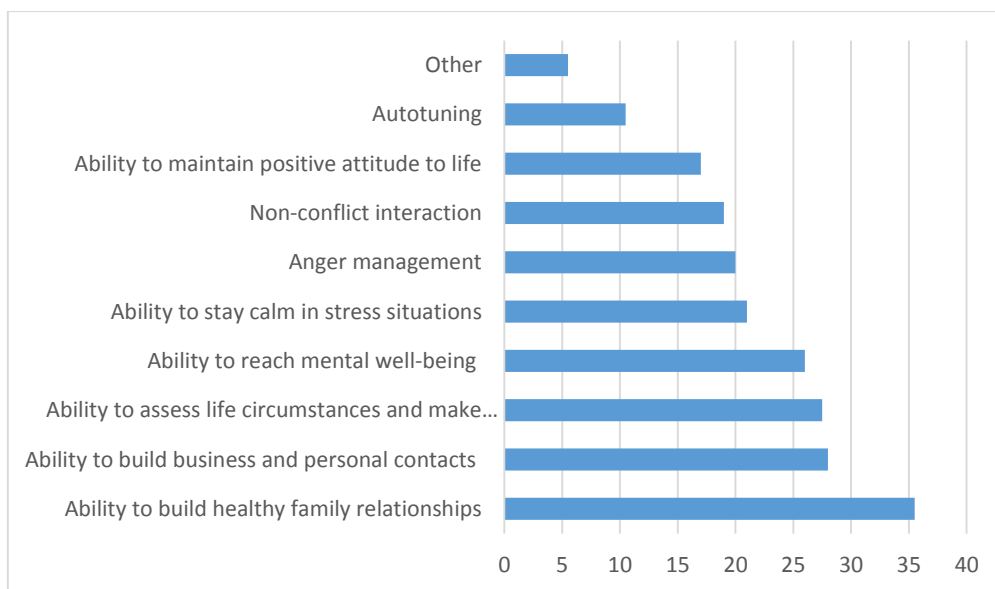 Other
Autotuning
Ability to maintain positive attitude to life
Non-conflict interaction
Anger management
Ability to stay calm in stress situations
Ability to reach mental well-being
Ability to assess life circumstances and make…
Ability to build business and personal contacts
Ability to build healthy family relationships
0 5 10 15 20 25 30 35 40